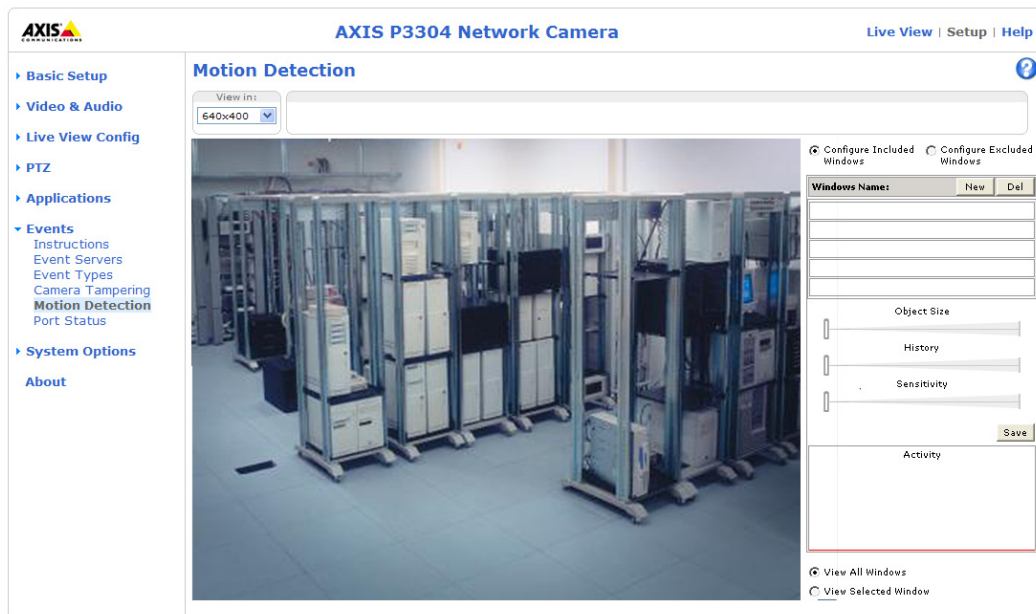 AXIS
COMMUNICATIONS
AXIS P3304 Network Camera
Live View | Setup | Help
Basic Setup
Video & Audio
Live View Config
PTZ
Applications
Events
Instructions
Event Servers
Event Types
Camera Tampering
Motion Detection
Port Status
System Options
About
Motion Detection
?
View in:
640x400
Configure Included Windows
Configure Excluded Windows
Windows Name:
New
Del
Object Size
History
Sensitivity
Save
Activity
View All Windows
View Selected Window